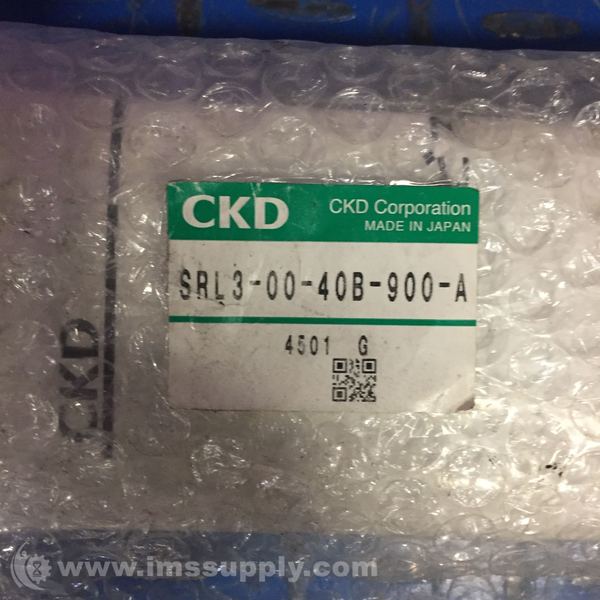 CKD
CKD Corporation
MADE IN JAPAN
SRL3-00-40B-900-A
4501 G
CKD
www.imssupply.com